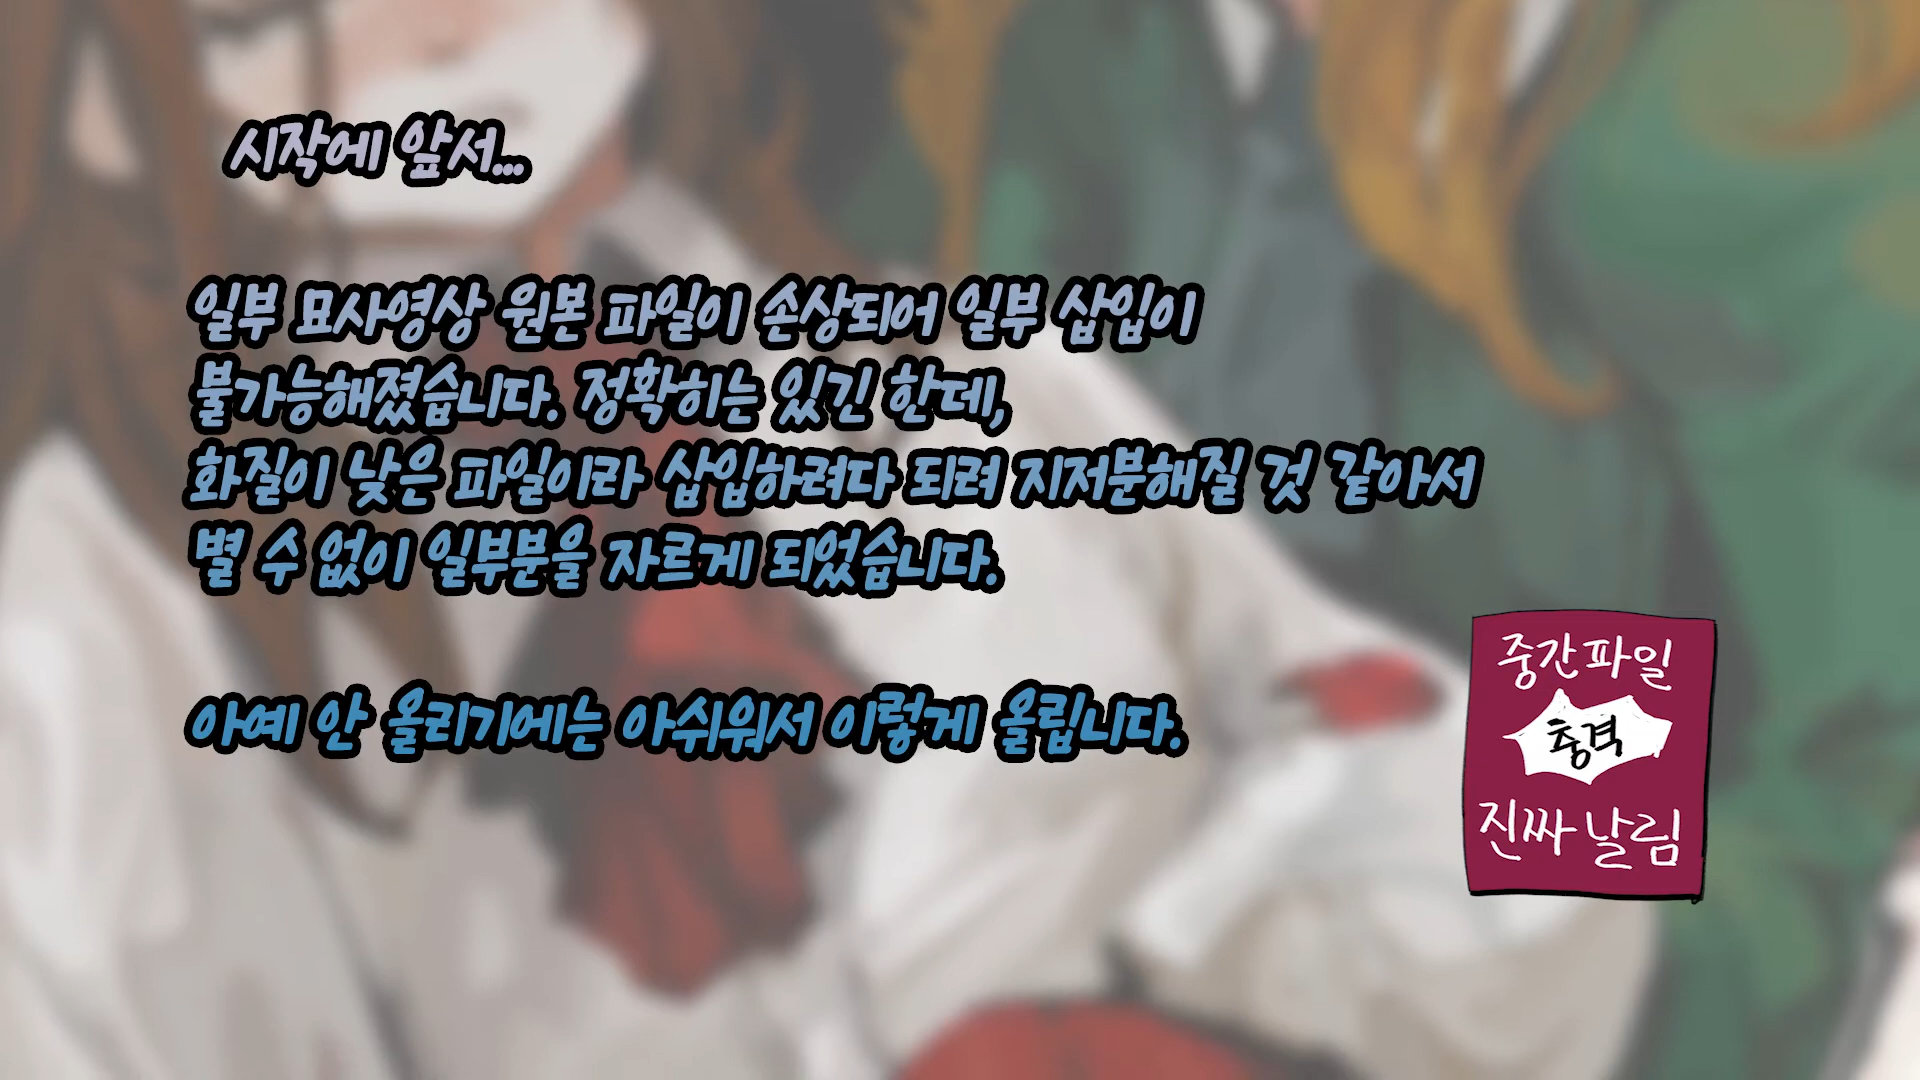 시작에 앞서...
일부 묘사영상 원본 파일이 손상되어 일부 삽입이
불가능해졌습니다. 정확히는 있긴 한데,
화질이 낮은 파일이라 삽입하려다 되려 지저분해질 것 같아서
별 수 없이 일부분을 자르게 되었습니다.
아예 안 올리기에는 아쉬워서 이렇게 올립니다.
중간파일
충격
진짜 날림